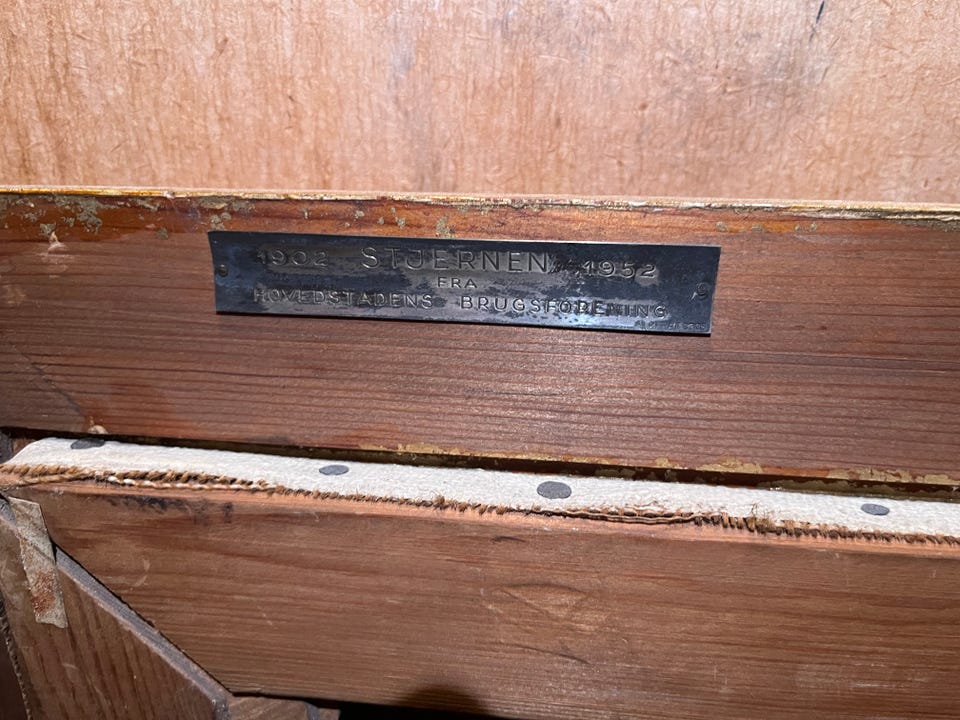 1902 STJERNEN 1952
FRA
HOVEDSTADENS BRUGSFORENING